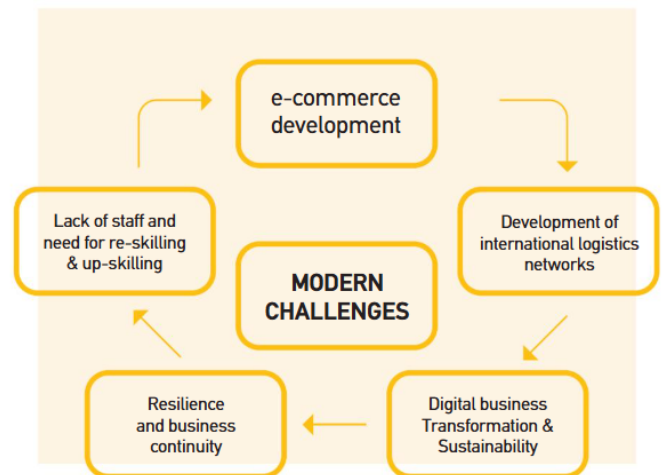 e-commerce
development
Development of
international logistics
networks
Digital business
Transformation &
Sustainability
Resilience
and business
continuity
Lack of staff and
need for re-skilling
& up-skilling
MODERN
CHALLENGES